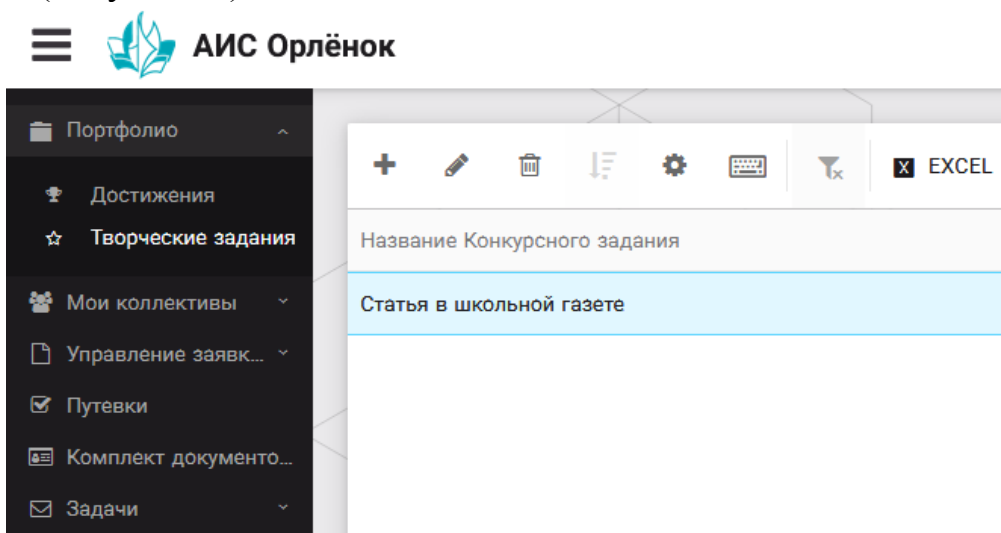 АИС Орлёнок
Портфолио
Достижения
Творческие задания
Мои коллективы
Управление заявк...
Путевки
Комплект документо...
Задачи
X EXCEL
Название Конкурсного задания
Статья в школьной газете